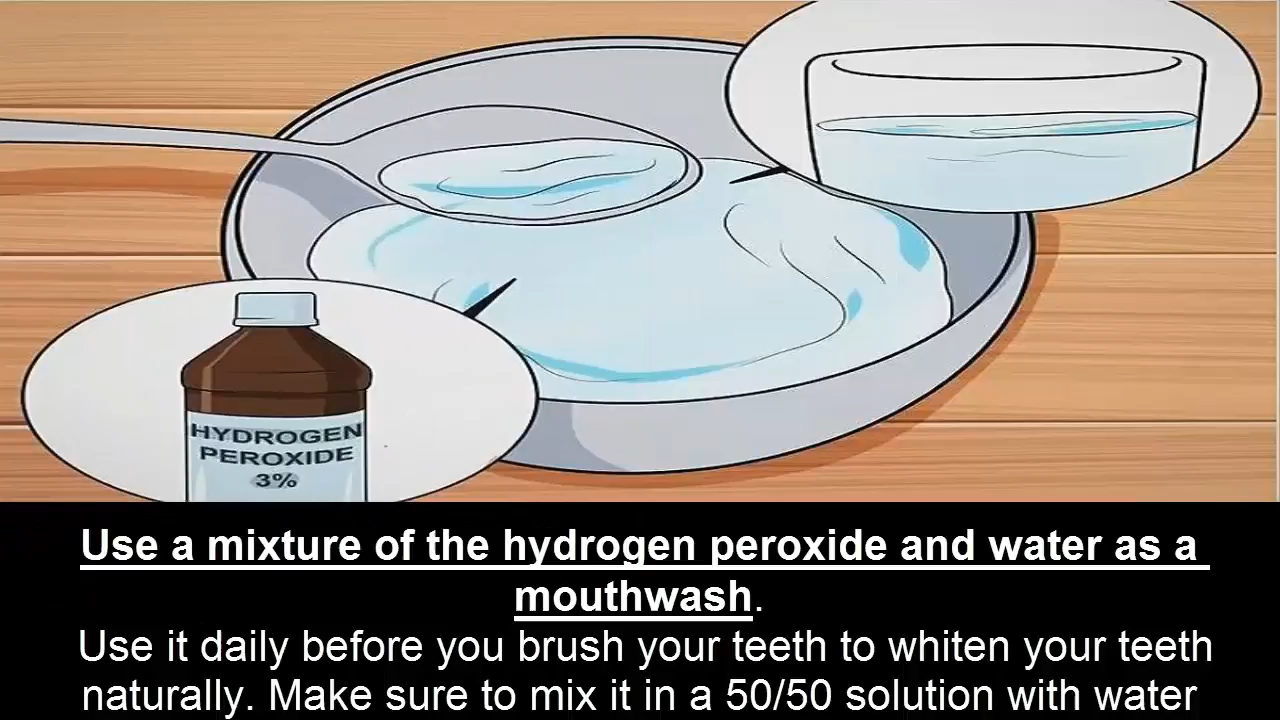 HYDROGEN
PEROXIDE
3%
Use a mixture of the hydrogen peroxide and water as a
mouthwash.
Use it daily before you brush your teeth to whiten your teeth
naturally. Make sure to mix it in a 50/50 solution with water